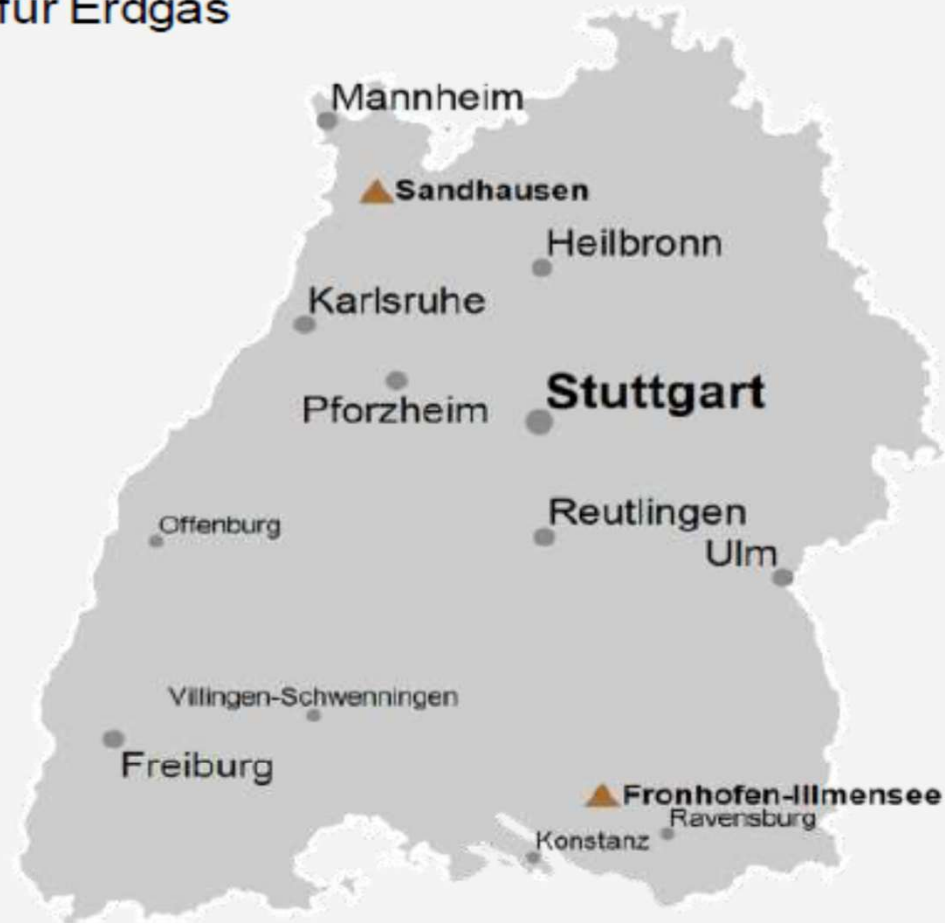 für Erdgas
Mannheim
Sandhausen
Heilbronn
Karlsruhe
Stuttgart
Pforzheim
Reutlingen
Offenburg
Ulm
Villingen-Schwenningen
Freiburg
Fronhofen-Illmensee
Ravensburg
Konstanz